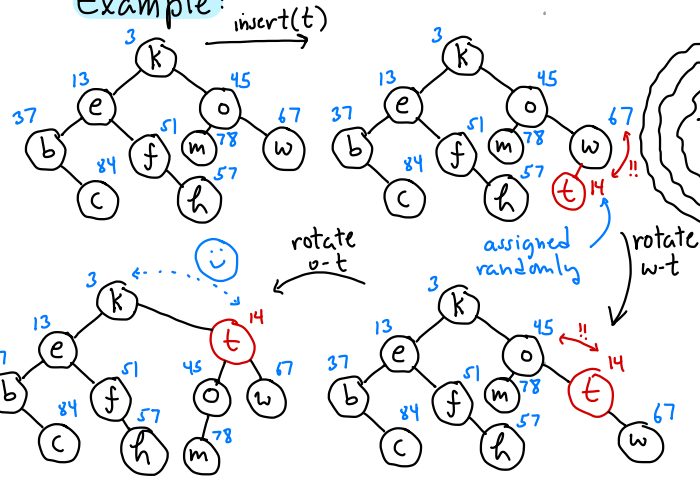 Example:
insert(t)
3
k
13
e
45
o
37
b
51
f
78
m
67
w
84
c
57
h
3
k
13
e
45
o
37
b
51
f
78
m
67
w
84
c
57
h
t
14
!!
assigned
randomly
rotate
w-t
rotate
o-t
3
k
14
t
13
e
7
b
51
f
45
o
67
w
84
c
57
h
78
m
3
k
13
e
45
o
!!
14
t
37
b
51
f
78
m
84
c
57
h
67
w